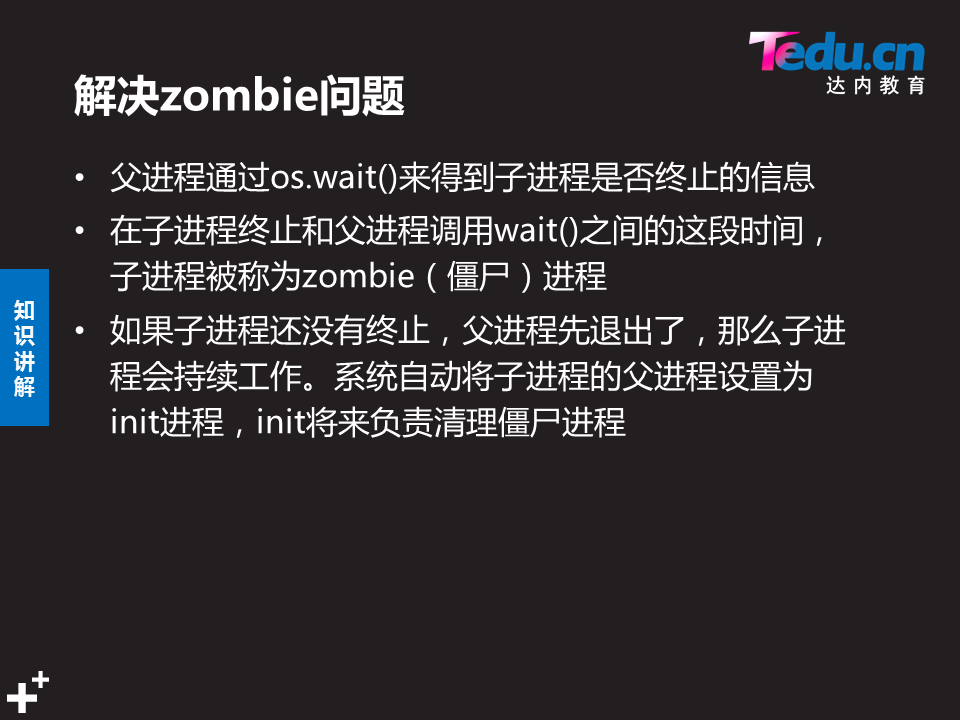 Tedu.cn
达内教育
解决zombie问题
• 父进程通过os.wait()来得到子进程是否终止的信息
• 在子进程终止和父进程调用wait()之间的这段时间，
子进程被称为zombie（僵尸）进程
• 如果子进程还没有终止，父进程先退出了，那么子进
程会持续工作。系统自动将子进程的父进程设置为
init进程，init将来负责清理僵尸进程
知
识
讲
解